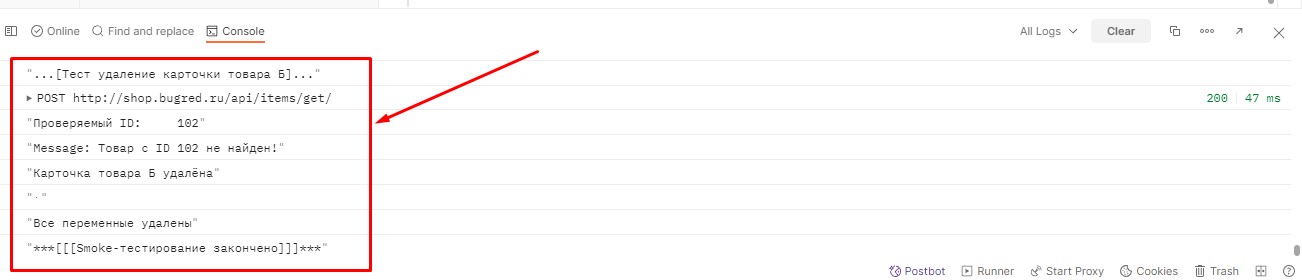 Online Find and replace Console All Logs Clear
"...[Тест удаление карточки товара Б]..."
POST http://shop.bugred.ru/api/items/get/ 200 47 ms
"Проверяемый ID: 102"
"Message: Товар с ID 102 не найден!"
"Карточка товара Б удалёна"
"."
"Все переменные удалены"
"***[[[Smoke-тестирование закончено]]]***"
Postbot Runner Start Proxy Cookies Trash